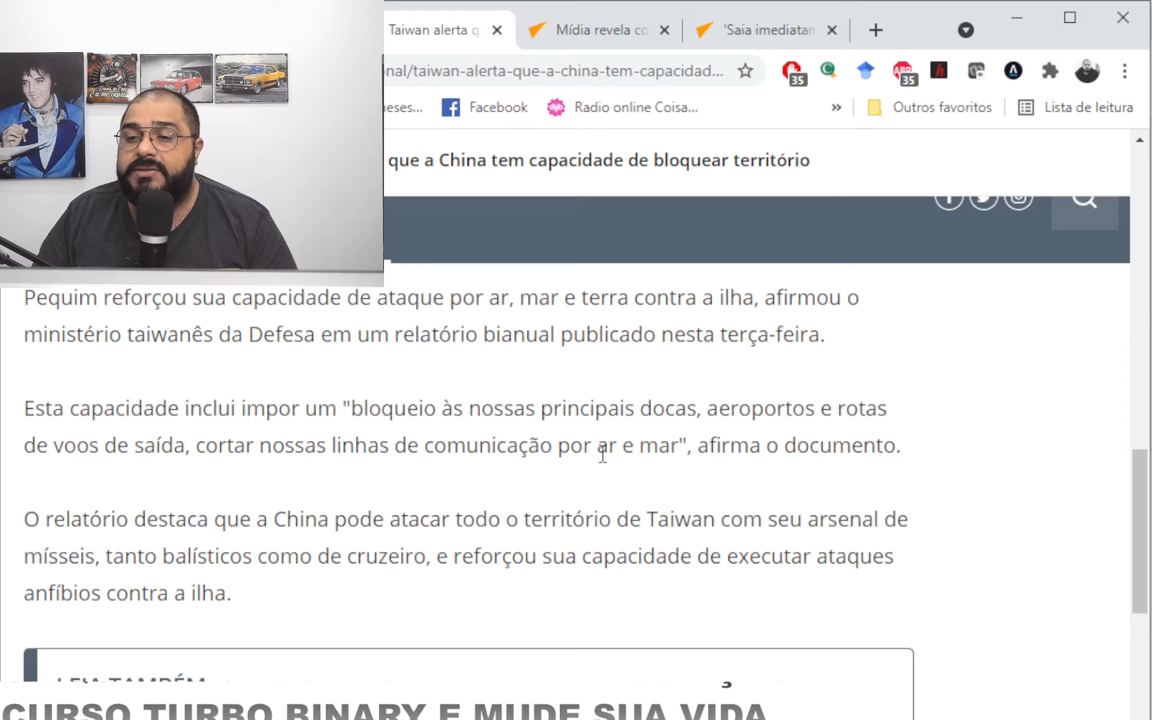 Taiwan alerta q
Mídia revela co
'Saia imediatan
nal/taiwan-alerta-que-a-china-tem-capacidad...
35
35
eses...
Facebook
Radio online Coisa...
»
Outros favoritos
Lista de leitura
que a China tem capacidade de bloquear território
Pequim reforçou sua capacidade de ataque por ar, mar e terra contra a ilha, afirmou o
ministério taiwanês da Defesa em um relatório bianual publicado nesta terça-feira.
Esta capacidade inclui impor um "bloqueio às nossas principais docas, aeroportos e rotas
de voos de saída, cortar nossas linhas de comunicação por ar e mar", afirma o documento.
O relatório destaca que a China pode atacar todo o território de Taiwan com seu arsenal de
mísseis, tanto balísticos como de cruzeiro, e reforçou sua capacidade de executar ataques
anfíbios contra a ilha.
LEIA TAMBÉM
CURSO TURBO BINARY E MUDE SUA VIDA